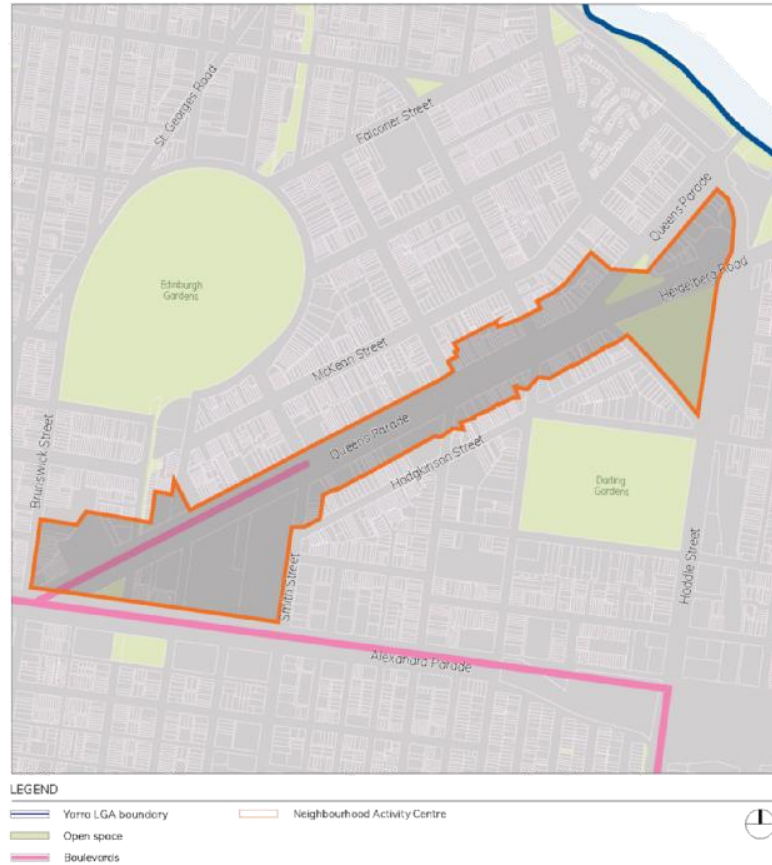 St. Georges Road
Falconer Street
Queens Parade
Heidelberg Road
Edinburgh
Gardens
McKean Street
Brunswick Street
Queens Parade
Hodgkinson Street
Darling
Gardens
Hoddle Street
Smith Street
Alexandra Parade
LEGEND
Yarra LGA boundary
Neighbourhood Activity Centre
Open space
Boulevards